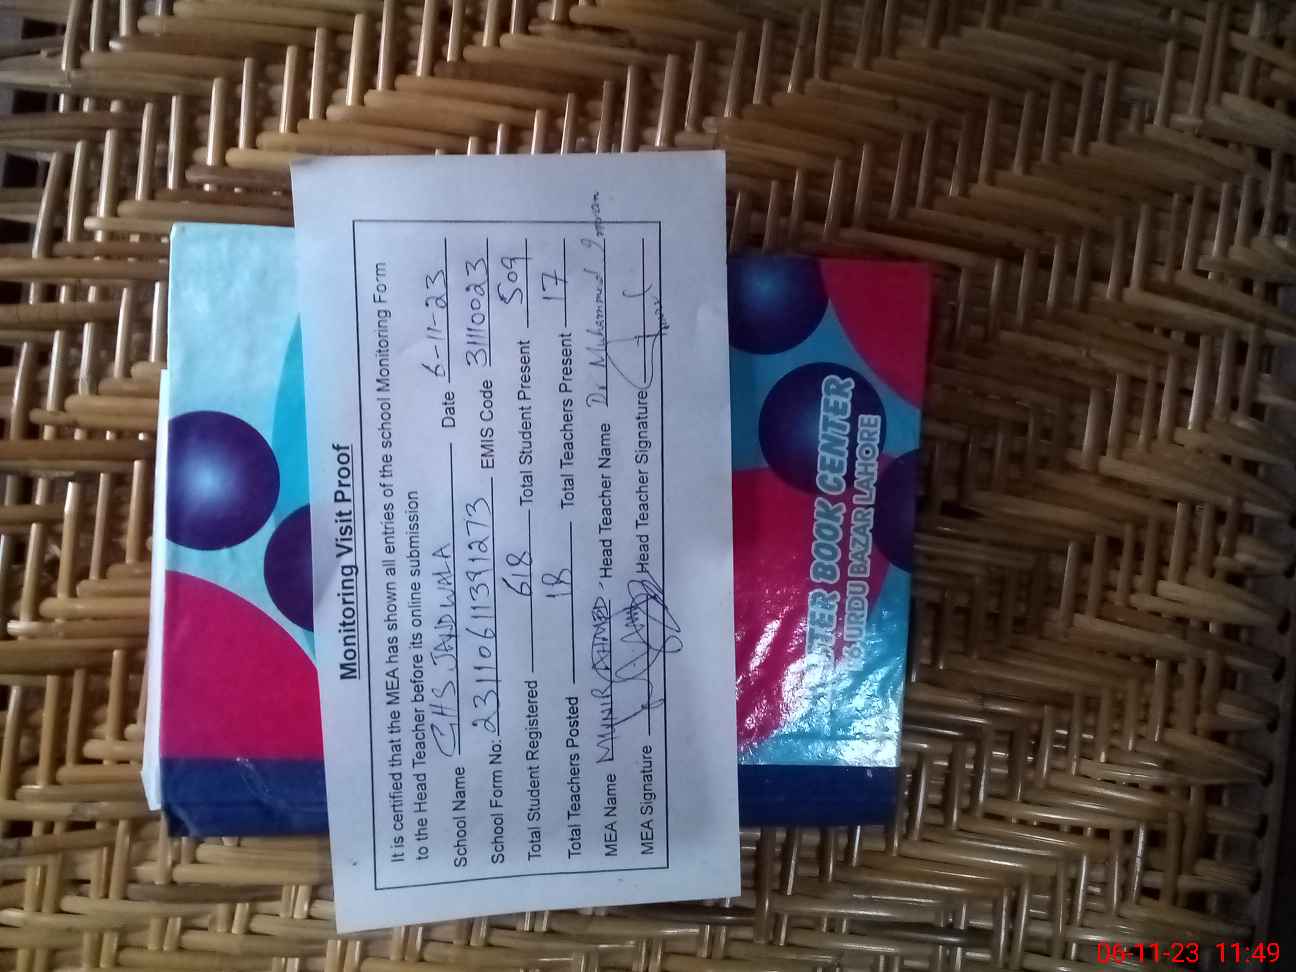 Monitoring Visit Proof
It is certified that the MEA has shown all entries of the school Monitoring Form
to the Head Teacher before its online submission
School Name GHS JANDWALA Date 6-11-23
School Form No: 231106111391273 EMIS Code 31110023
Total Student Registered 618 Total Student Present 509
Total Teachers Posted 18 Total Teachers Present 17
MEA Name MUNIR AHMED Head Teacher Name Dr Muhammad Imran
MEA Signature Head Teacher Signature
BOOK CENTER
URDU BAZAR LAHORE
06-11-23 11:49